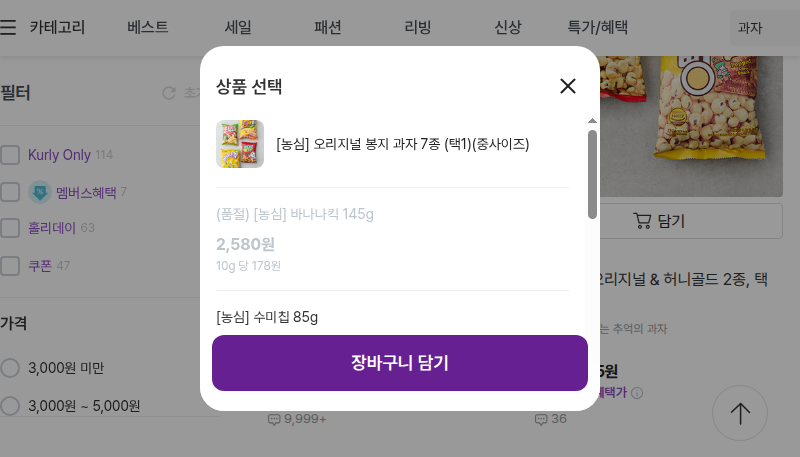 카테고리 베스트 세일 패션 리빙 신상 특가/혜택 과자
필터
Kurly Only 114
멤버스혜택 7
홀리데이 63
쿠폰 47
가격
3,000원 미만
3,000원 ~ 5,000원
상품 선택
[농심] 오리지널 봉지 과자 7종 (택1)(중사이즈)
(품절) [농심] 바나나킥 145g
2,580원
10g 당 178원
[농심] 수미칩 85g
장바구니 담기
담기
오리지널 & 허니골드 2종, 택
는 추억의 과자
5원
혜택가
9,999+
36